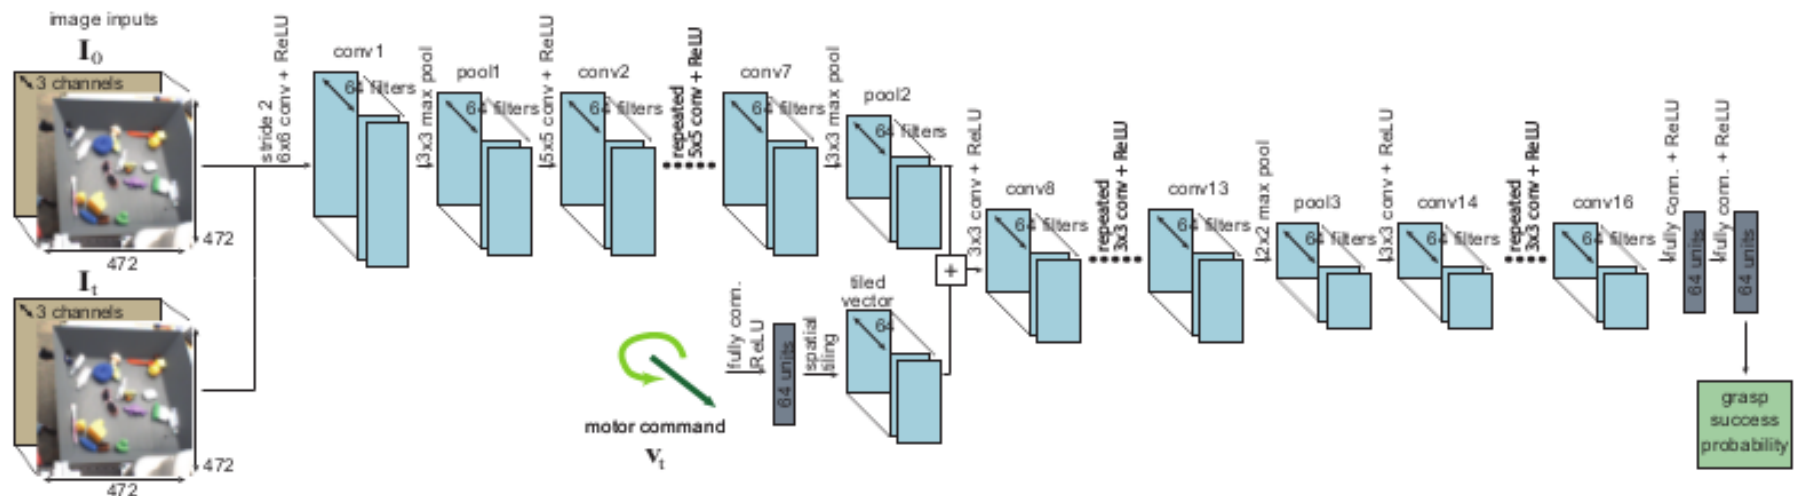 image inputs
I0
3 channels
472
472
It
3 channels
472
472
stride 2
6x6 conv + ReLU
conv1
64 filters
3x3 max pool
pool1
64 filters
5x5 conv + ReLU
conv2
64 filters
repeated
5x5 conv + ReLU
conv7
64 filters
3x3 max pool
pool2
64 filters
motor command
vt
fully conn.
ReLU
64 units
spatial
tiling
tiled
vector
64
+
3x3 conv + ReLU
conv8
64 filters
repeated
3x3 conv + ReLU
conv13
64 filters
2x2 max pool
pool3
64 filters
3x3 conv + ReLU
conv14
64 filters
repeated
3x3 conv + ReLU
conv16
64 filters
fully conn. + ReLU
64 units
fully conn. + ReLU
64 units
grasp
success
probability